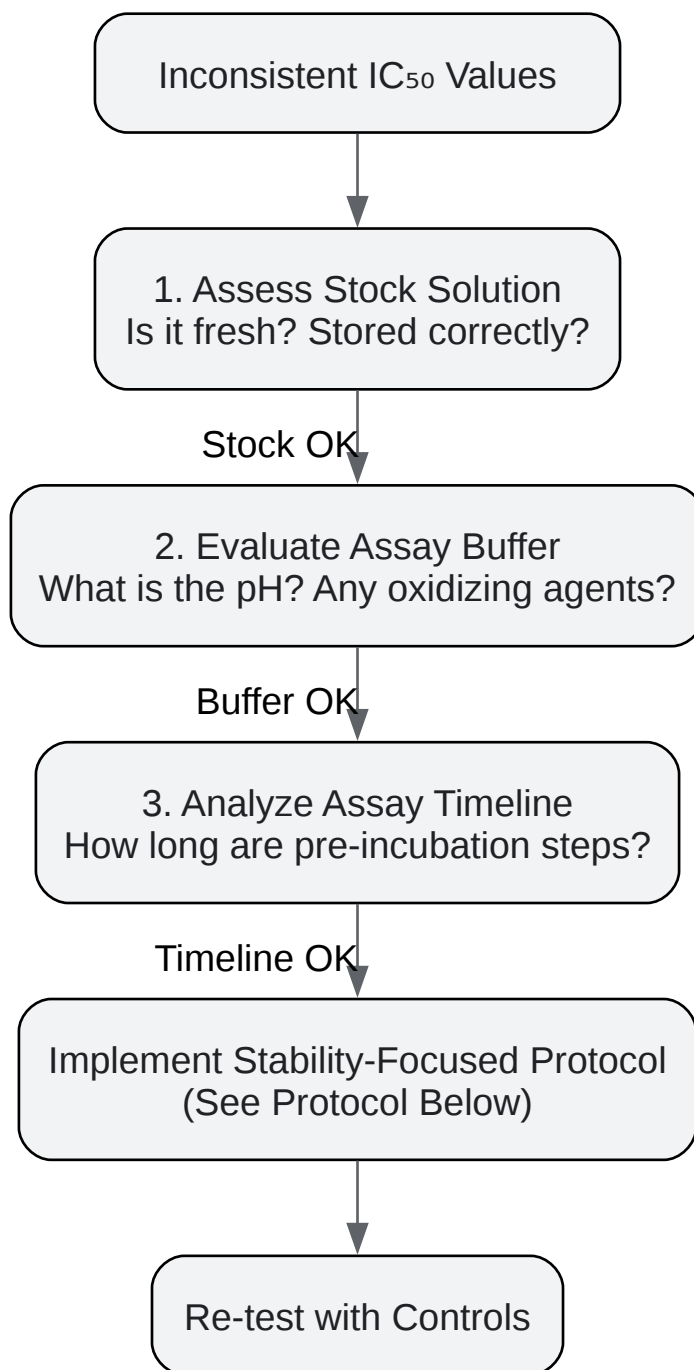 Inconsistent IC₅₀ Values
1. Assess Stock Solution
Is it fresh? Stored correctly?
Stock OK
2. Evaluate Assay Buffer
What is the pH? Any oxidizing agents?
Buffer OK
3. Analyze Assay Timeline
How long are pre-incubation steps?
Timeline OK
Implement Stability-Focused Protocol
(See Protocol Below)
Re-test with Controls